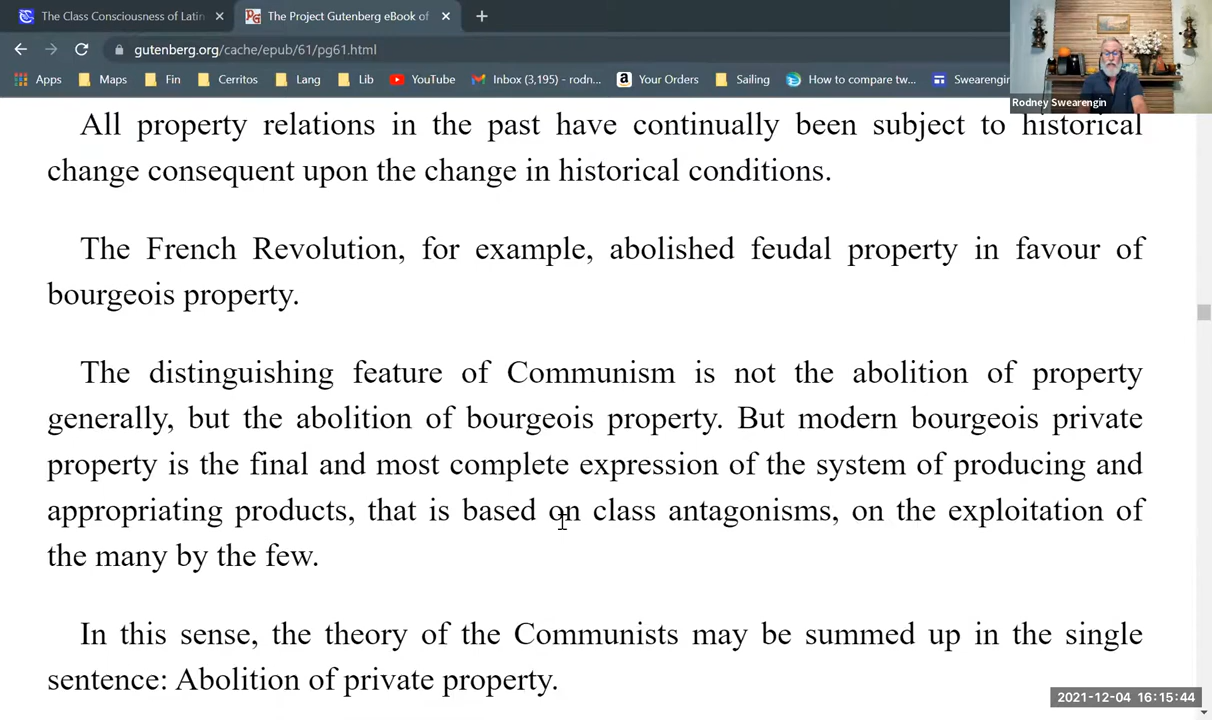 The Class Consciousness of Latin
The Project Gutenberg eBook of
gutenberg.org/cache/epub/61/pg61.html
Apps Maps Fin Cerritos Lang Lib YouTube Inbox (3,195) - rodn... Your Orders Sailing How to compare tw... Swearengin
Rodney Swearengin
All property relations in the past have continually been subject to historical
change consequent upon the change in historical conditions.
The French Revolution, for example, abolished feudal property in favour of
bourgeois property.
The distinguishing feature of Communism is not the abolition of property
generally, but the abolition of bourgeois property. But modern bourgeois private
property is the final and most complete expression of the system of producing and
appropriating products, that is based on class antagonisms, on the exploitation of
the many by the few.
In this sense, the theory of the Communists may be summed up in the single
sentence: Abolition of private property.
2021-12-04 16:15:44